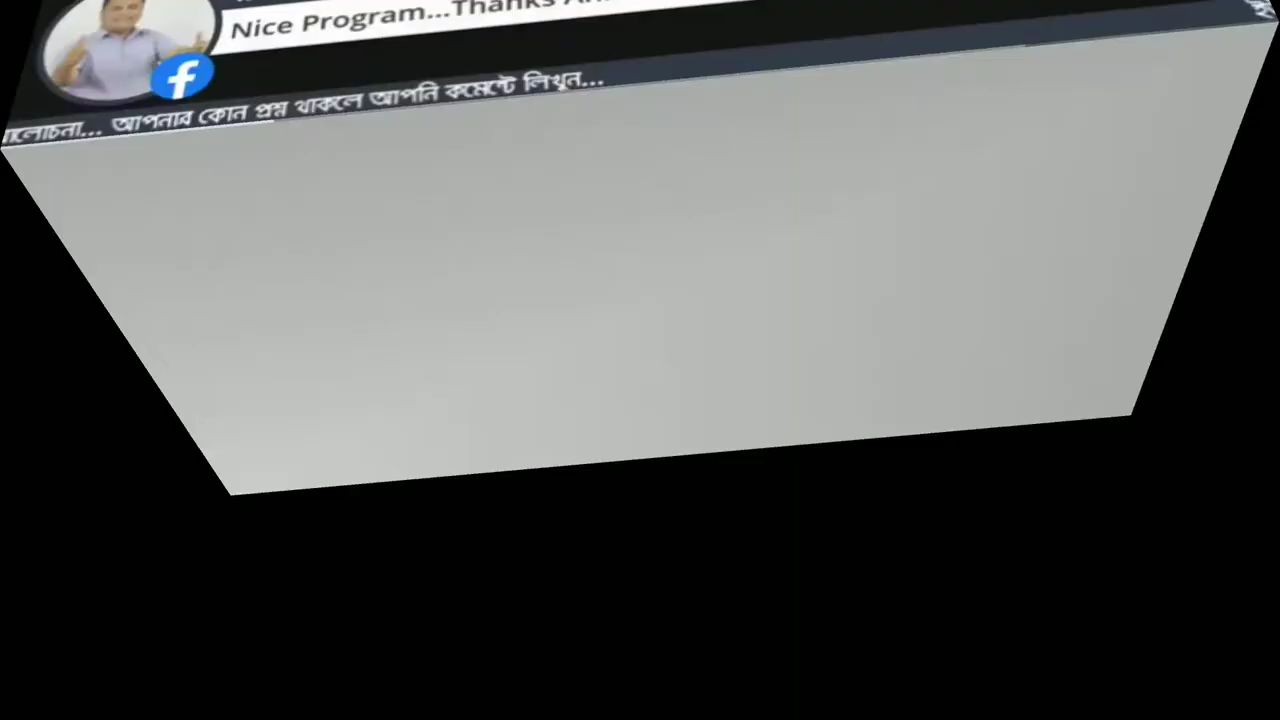 Nice Program...Thanks
আপনার কোন প্রশ্ন থাকলে আপনি কমেন্টে লিখুন...